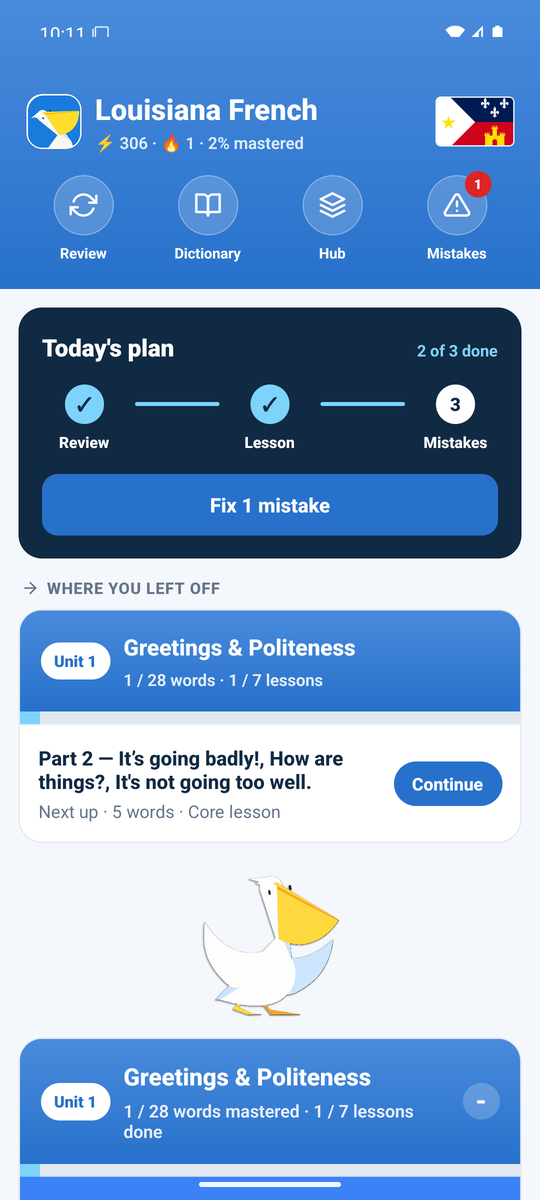 10:11
Louisiana French
⚡ 306 · 🔥 1 · 2% mastered
Review
Dictionary
Hub
1
Mistakes
Today's plan
2 of 3 done
✓
✓
3
Review
Lesson
Mistakes
Fix 1 mistake
→ WHERE YOU LEFT OFF
Unit 1
Greetings & Politeness
1 / 28 words · 1 / 7 lessons
Part 2 — It’s going badly!, How are
things?, It's not going too well.
Next up · 5 words · Core lesson
Continue
Unit 1
Greetings & Politeness
1 / 28 words mastered · 1 / 7 lessons
done
-